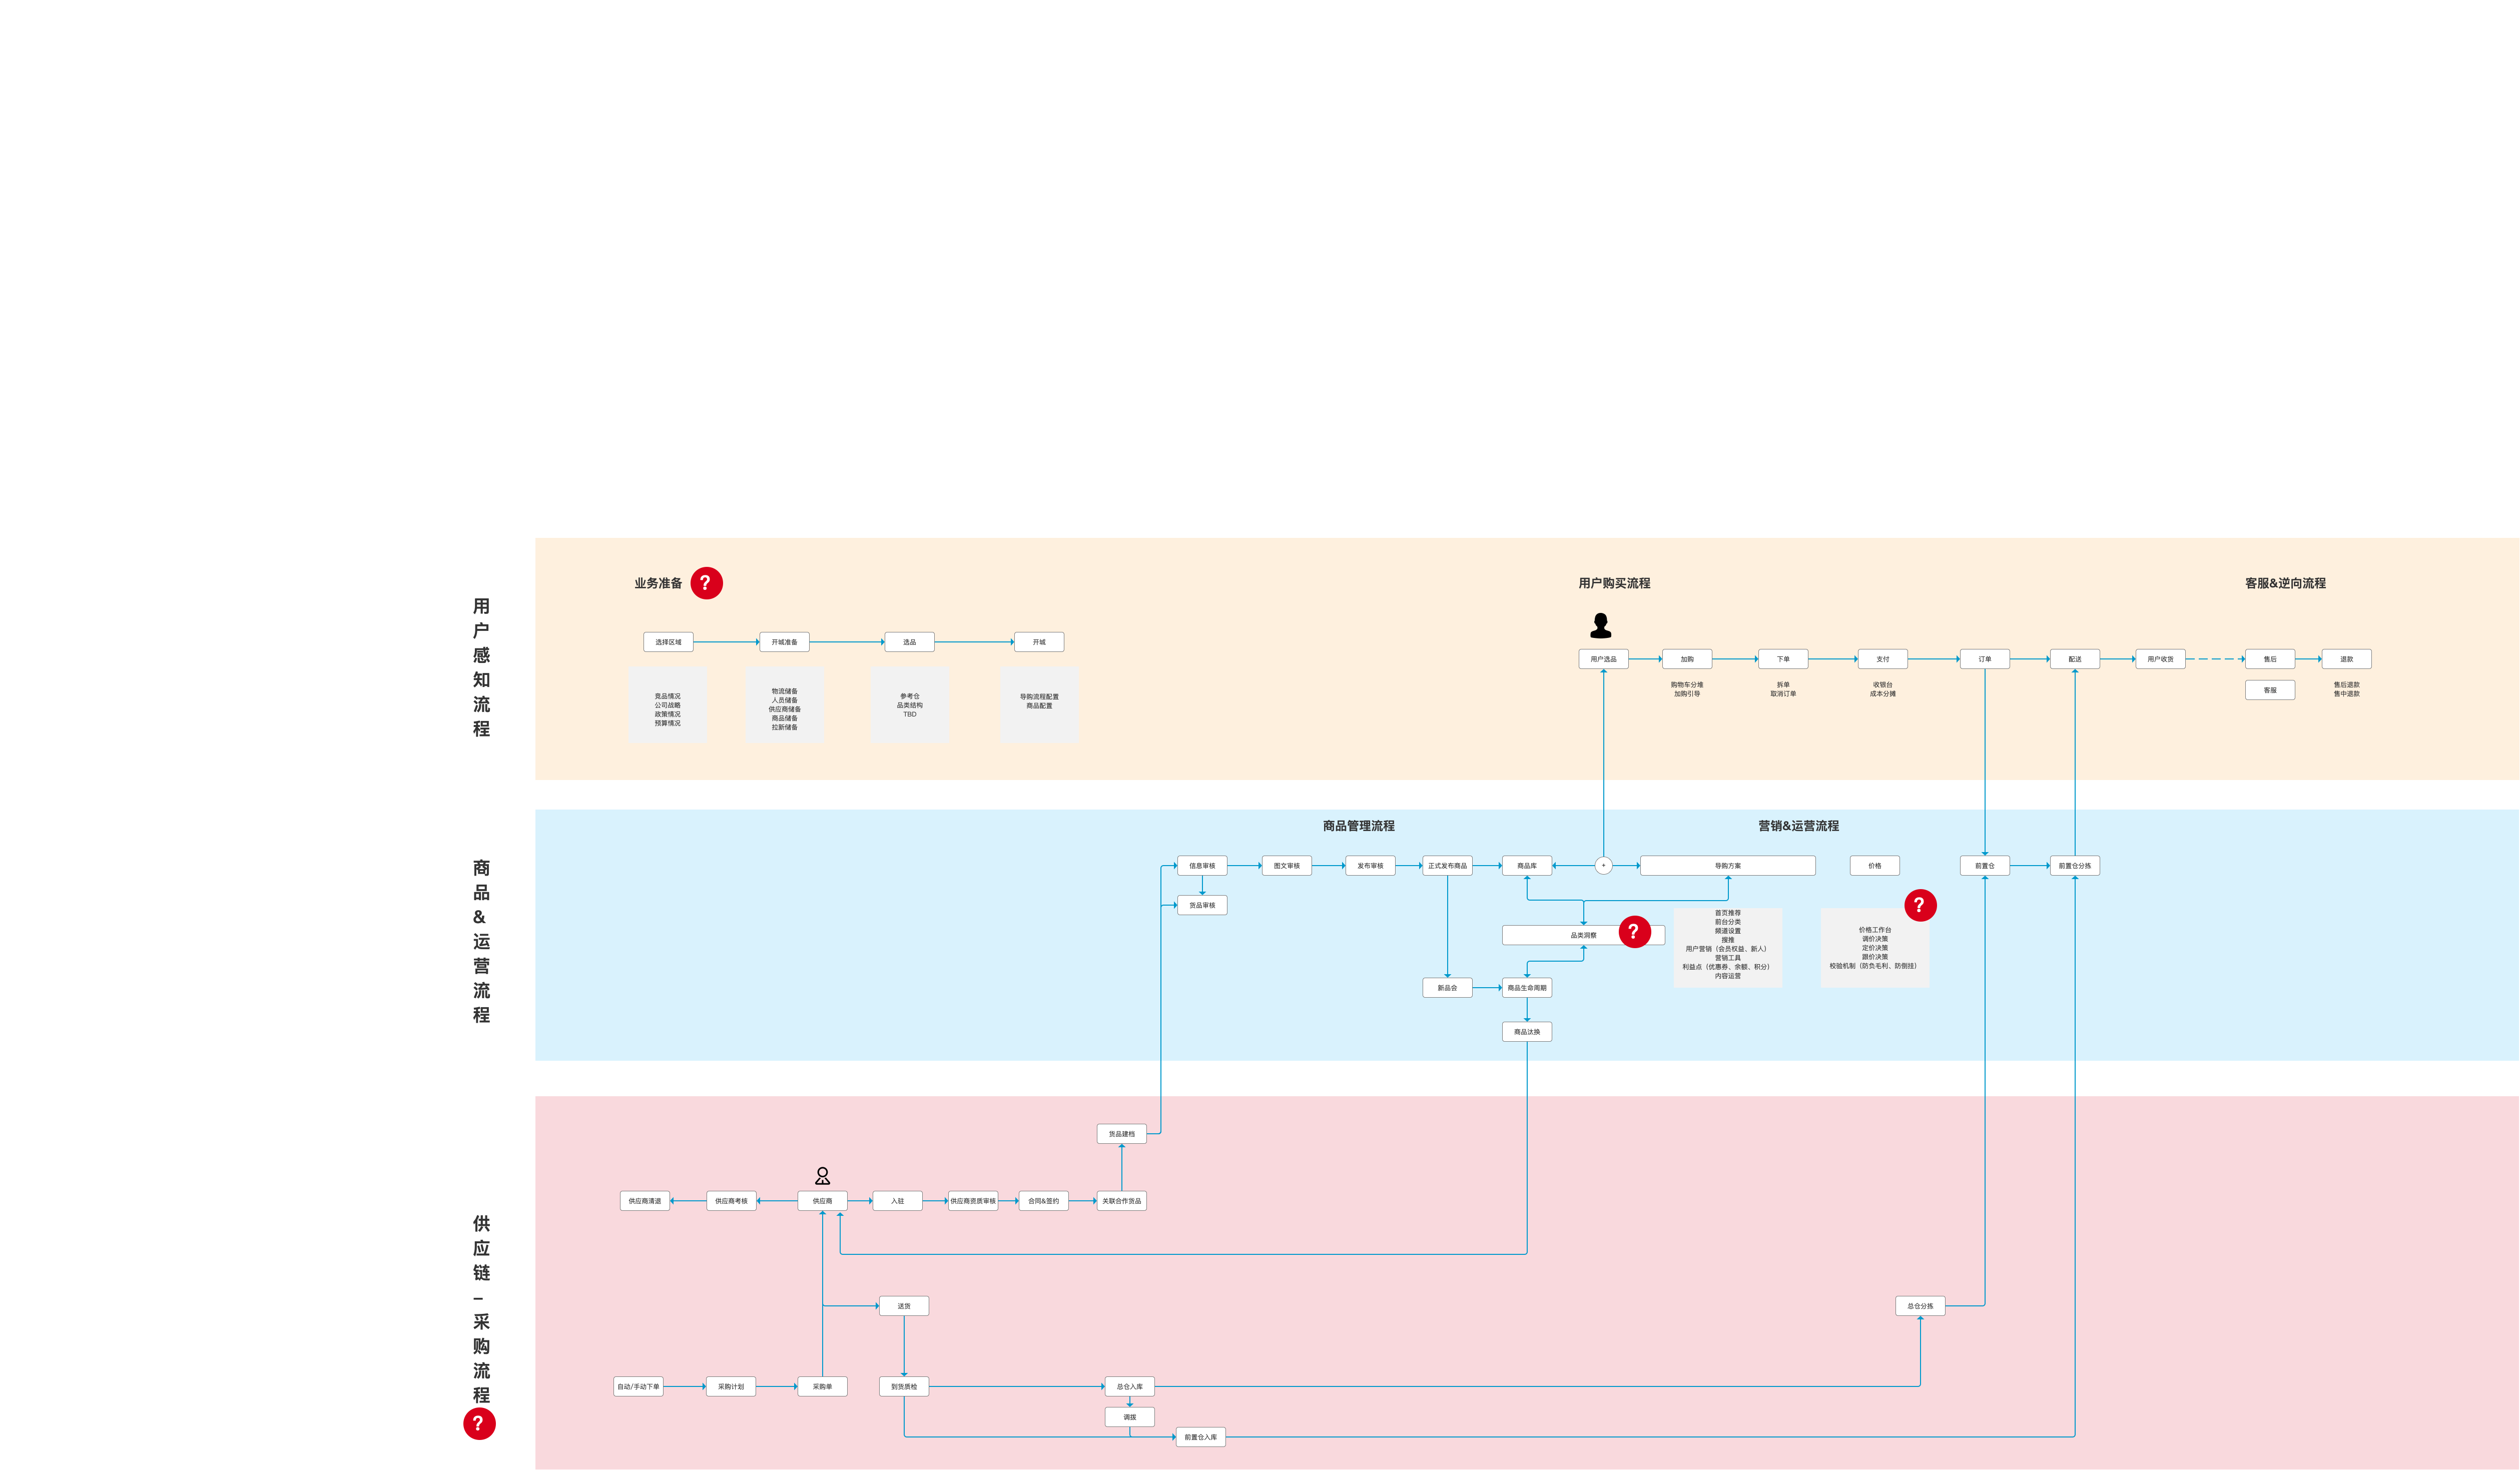 用户感知流程
业务准备
?
用户购买流程
客服&逆向流程
选择区域
开城准备
选品
开城
竞品情况
公司战略
政策情况
预算情况
物流储备
人员储备
供应商储备
商品储备
拉新储备
参考仓
品类结构
TBD
导购流程配置
商品配置
用户选品
加购
下单
支付
订单
配送
用户收货
售后
退款
购物车分堆
加购引导
拆单
取消订单
收银台
成本分摊
客服
售后退款
售中退款
商品&运营流程
商品管理流程
营销&运营流程
信息审核
图文审核
发布审核
正式发布商品
商品库
+
导购方案
价格
前置仓
前置仓分拣
货品审核
品类洞察
?
首页推荐
前台分类
频道设置
搜推
用户营销（会员权益、新人）
营销工具
利益点（优惠券、余额、积分）
内容运营
?
价格工作台
调价决策
定价决策
跟价决策
校验机制（防负毛利、防倒挂）
新品会
商品生命周期
商品汰换
供应链–采购流程
?
货品建档
供应商清退
供应商考核
供应商
入驻
供应商资质审核
合同&签约
关联合作货品
送货
总仓分拣
自动/手动下单
采购计划
采购单
到货质检
总仓入库
调拨
前置仓入库